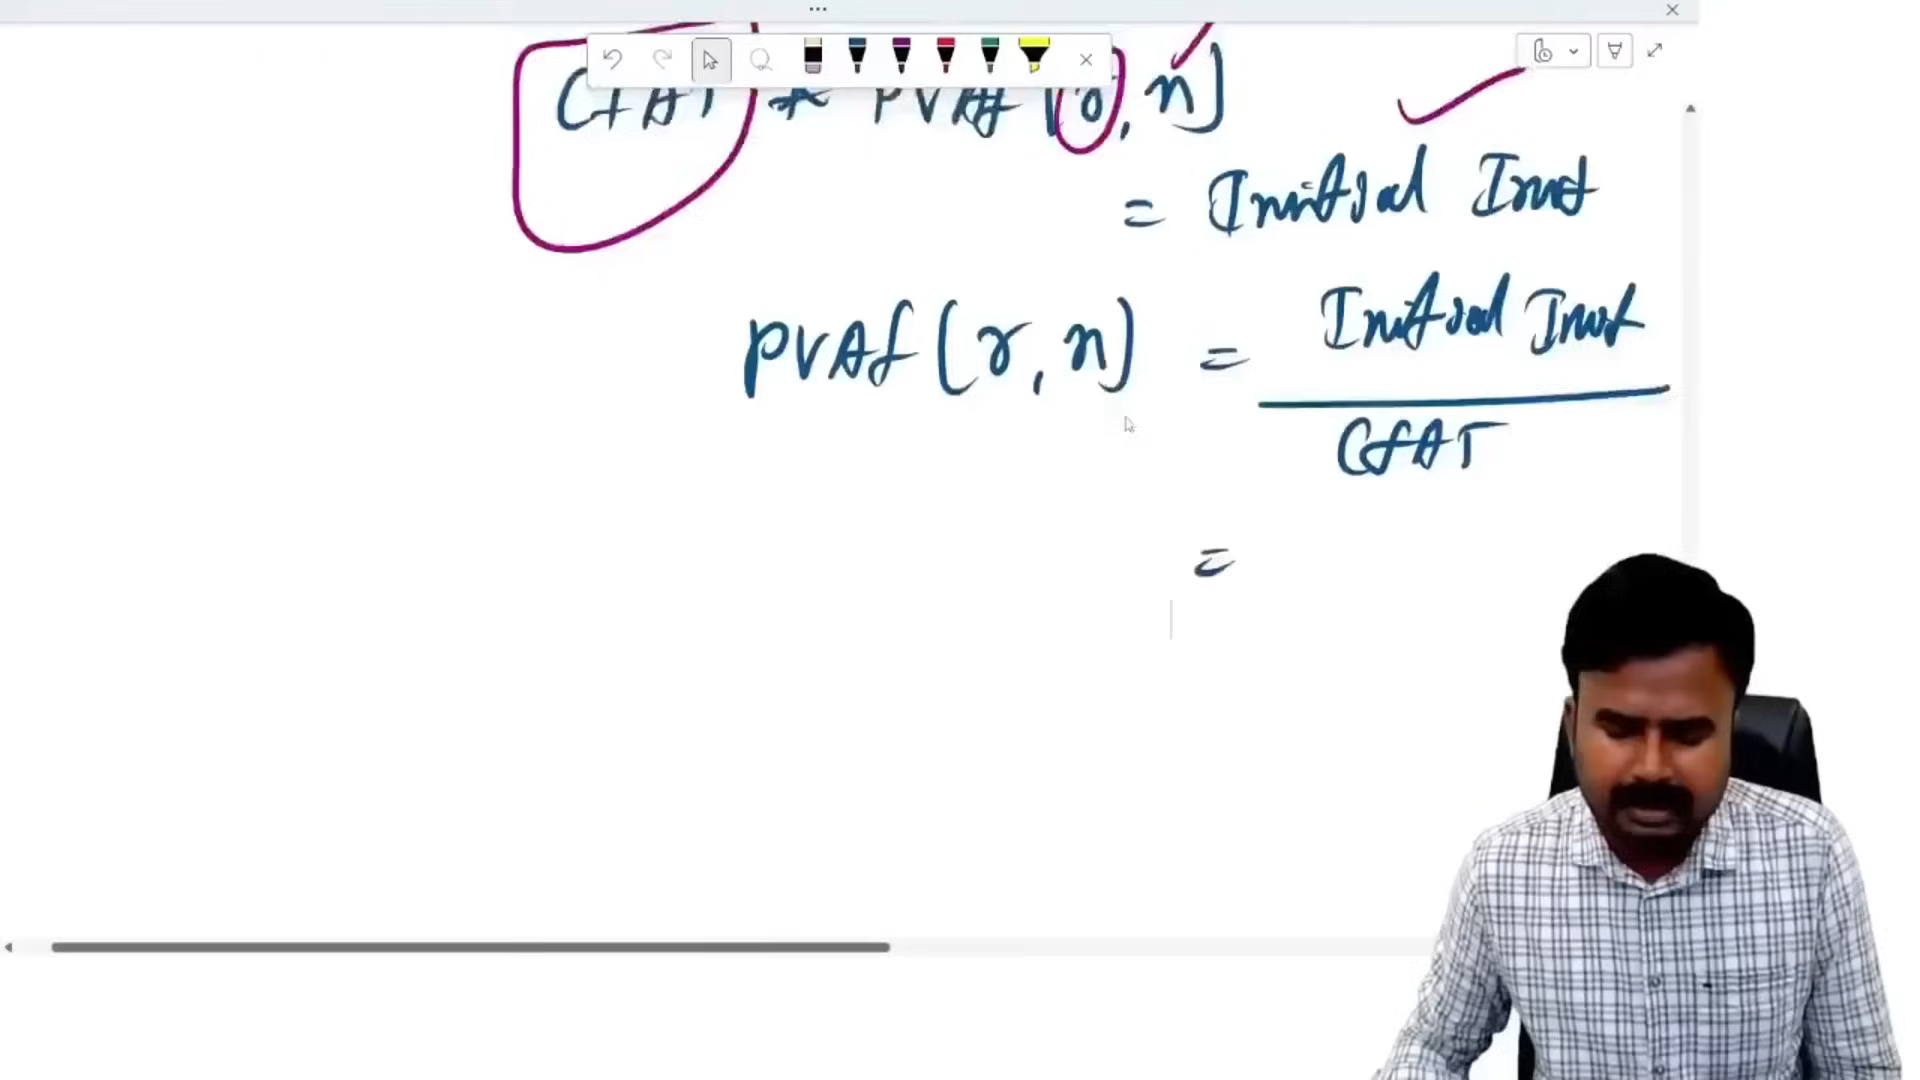 CFAT * PVAf (r, n)
= Initial Invt
PVAf (r, n) = Initial Invt
CfAT
=